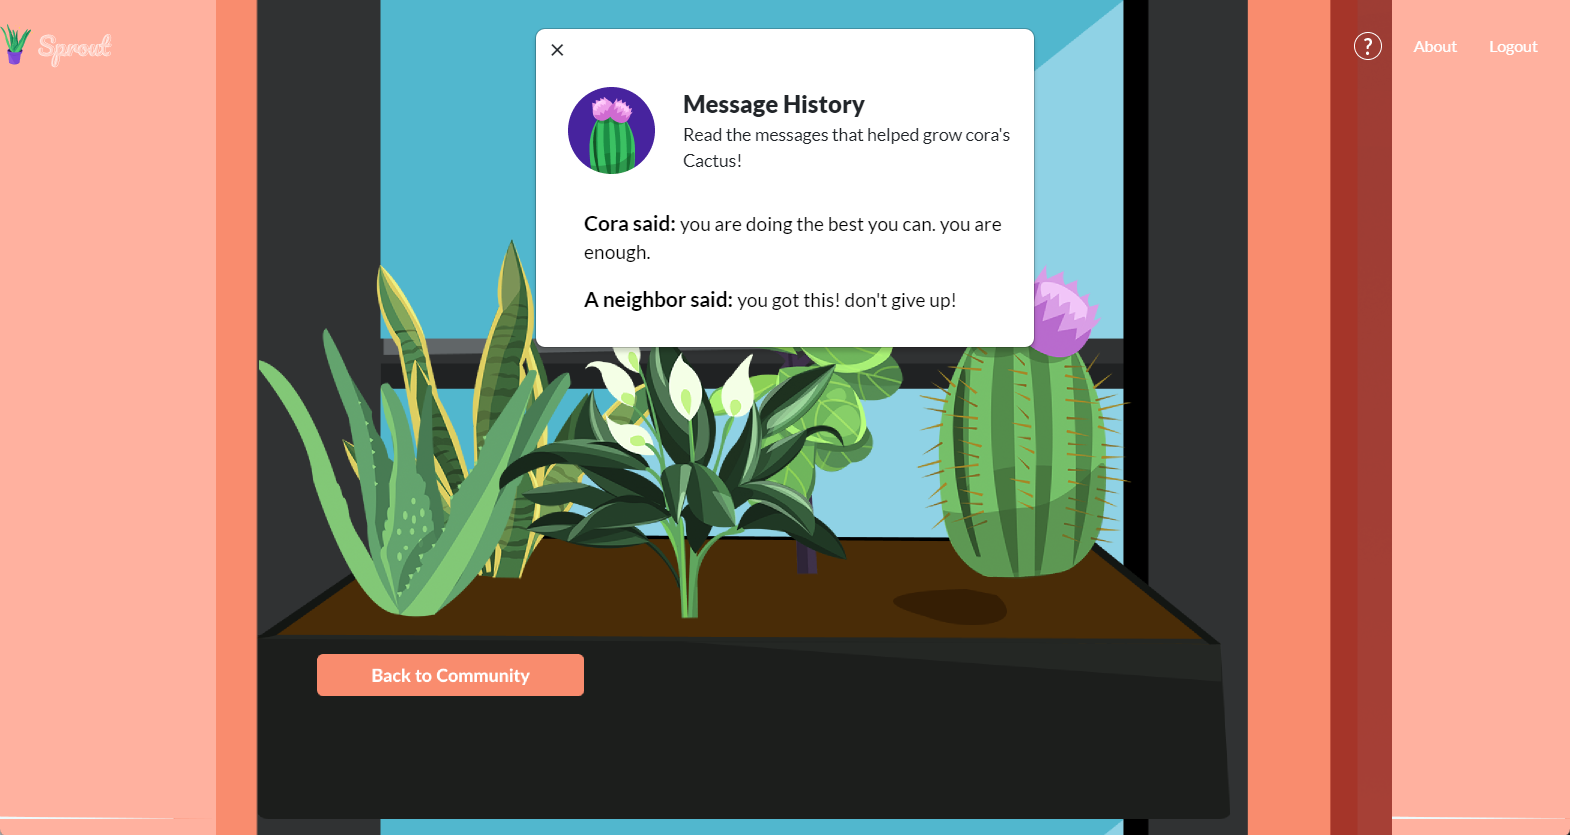 Sprout
?
About
Logout
Message History
Read the messages that helped grow cora's
Cactus!
Cora said: you are doing the best you can. you are
enough.
A neighbor said: you got this! don't give up!
Back to Community